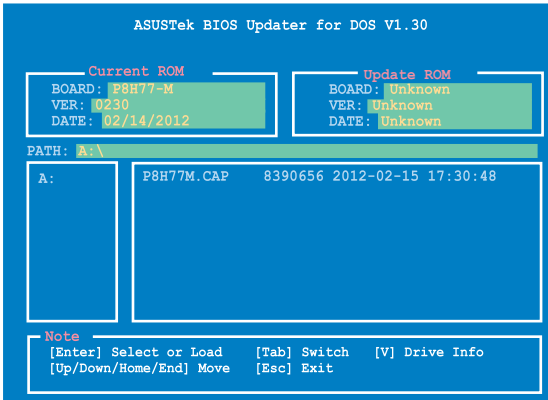 ASUSTek BIOS Updater for DOS V1.30
Current ROM
BOARD: P8H77-M
VER: 0230
DATE: 02/14/2012
Update ROM
BOARD: Unknown
VER: Unknown
DATE: Unknown
PATH: A:\
A:
P8H77M.CAP 8390656 2012-02-15 17:30:48
Note
[Enter] Select or Load [Tab] Switch [V] Drive Info
[Up/Down/Home/End] Move [Esc] Exit